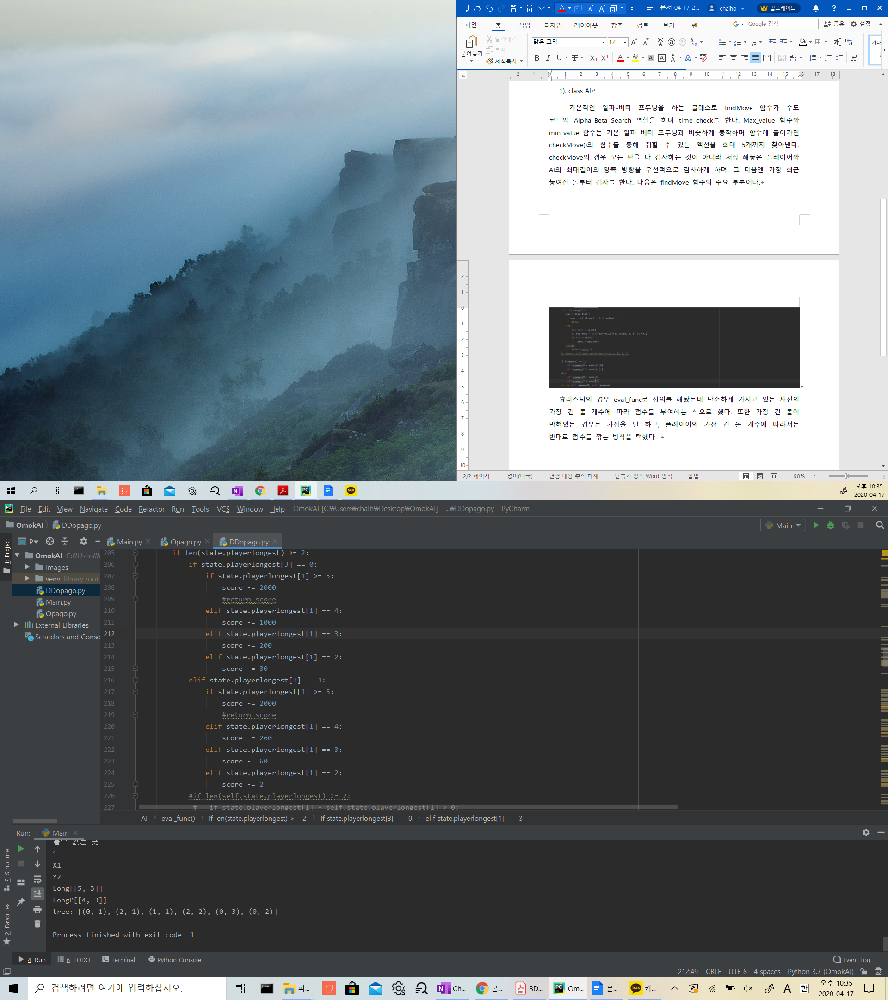 문서 04-17 2...
chaiho
업그레이드
파일 홈 삽입 디자인 레이아웃 참조 검토 보기 펜
Google 검색
공유 설정
붙여넣기
잘라내기
복사
서식복사
맑은 고딕 12
1). class AI
기본적인 알파-베타 프루닝을 하는 클래스로 findMove 함수가 수도
코드의 Alpha-Beta Search 역할을 하며 time check를 한다. Max_value 함수와
min_value 함수는 기본 알파 베타 프루닝과 비슷하게 동작하며 함수에 들어가면
checkMove()의 함수를 통해 취할 수 있는 액션을 최대 5개까지 찾아낸다.
checkMove의 경우 모든 판을 다 검사하는 것이 아니라 저장 해놓은 플레이어와
AI의 최대길이의 양쪽 방향을 우선적으로 검사하게 하며, 그 다음엔 가장 최근
놓여진 돌부터 검사를 한다. 다음은 findMove 함수의 주요 부분이다.
휴리스틱의 경우 eval_func로 정의를 해놨는데 단순하게 가지고 있는 자신의
가장 긴 돌 개수에 따라 점수를 부여하는 식으로 했다. 또한 가장 긴 돌이
막혀있는 경우는 가점을 덜 하고, 플레이어의 가장 긴 돌 개수에 따라서는
반대로 점수를 깎는 방식을 택했다.
2/2 페이지 영어(미국) 변경 내용 추적:해제 단축키 방식:Word 방식 삽입 90%
오후 10:35
2020-04-17
File Edit View Navigate Code Refactor Run Tools VCS Window Help OmokAI [C:₩Users₩chaih₩Desktop₩OmokAI] - ...₩DDopago.py - PyCharm
OmokAI DDopago.py Main
1: Project
Main.py Opago.py DDopago.py
OmokAI C:₩Users₩
Images
venv library root
DDopago.py
Main.py
Opago.py
External Libraries
Scratches and Conso
205 if len(state.playerlongest) >= 2:
206 if state.playerlongest[3] == 0:
207 if state.playerlongest[1] >= 5:
208 score -= 2000
209 #return score
210 elif state.playerlongest[1] == 4:
211 score -= 1000
212 elif state.playerlongest[1] == 3:
213 score -= 200
214 elif state.playerlongest[1] == 2:
215 score -= 30
216 elif state.playerlongest[3] == 1:
217 if state.playerlongest[1] >= 5:
218 score -= 2000
219 #return score
220 elif state.playerlongest[1] == 4:
221 score -= 260
222 elif state.playerlongest[1] == 3:
223 score -= 60
224 elif state.playerlongest[1] == 2:
225 score -= 2
226 #if len(self.state.playerlongest) >= 2:
227 # if state.playerlongest[1] - self.state.playerlongest[1] > 0:
AI eval_func() if len(state.playerlongest) >= 2 if state.playerlongest[3] == 0 elif state.playerlongest[1] == 3
Run: Main
1
X1
Y2
Long[[5, 3]]
LongP[[4, 3]]
tree: [(0, 1), (2, 1), (1, 1), (2, 2), (0, 3), (0, 2)]
Process finished with exit code -1
7: Structure
2: Favorites
4: Run 6: TODO Terminal Python Console Event Log
212:49 CRLF UTF-8 4 spaces Python 3.7 (OmokAI)
검색하려면 여기에 입력하십시오.
파... Ch... 콘... 3D... Om... 문... 카...
A 한
오후 10:35
2020-04-17